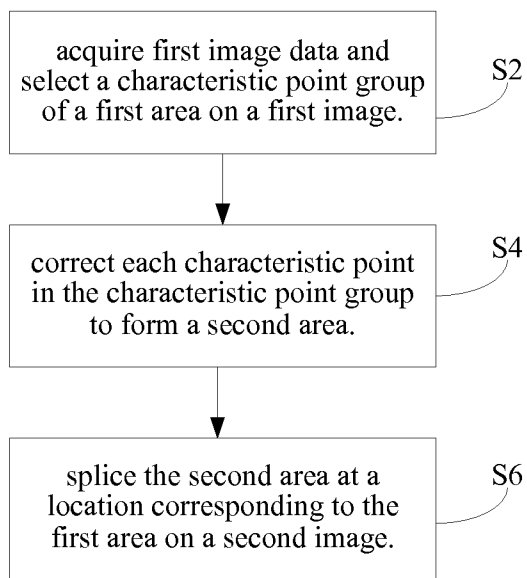 acquire first image data and
select a characteristic point group
of a first area on a first image.
S2
correct each characteristic point
in the characteristic point group
to form a second area.
S4
splice the second area at a
location corresponding to the
first area on a second image.
S6